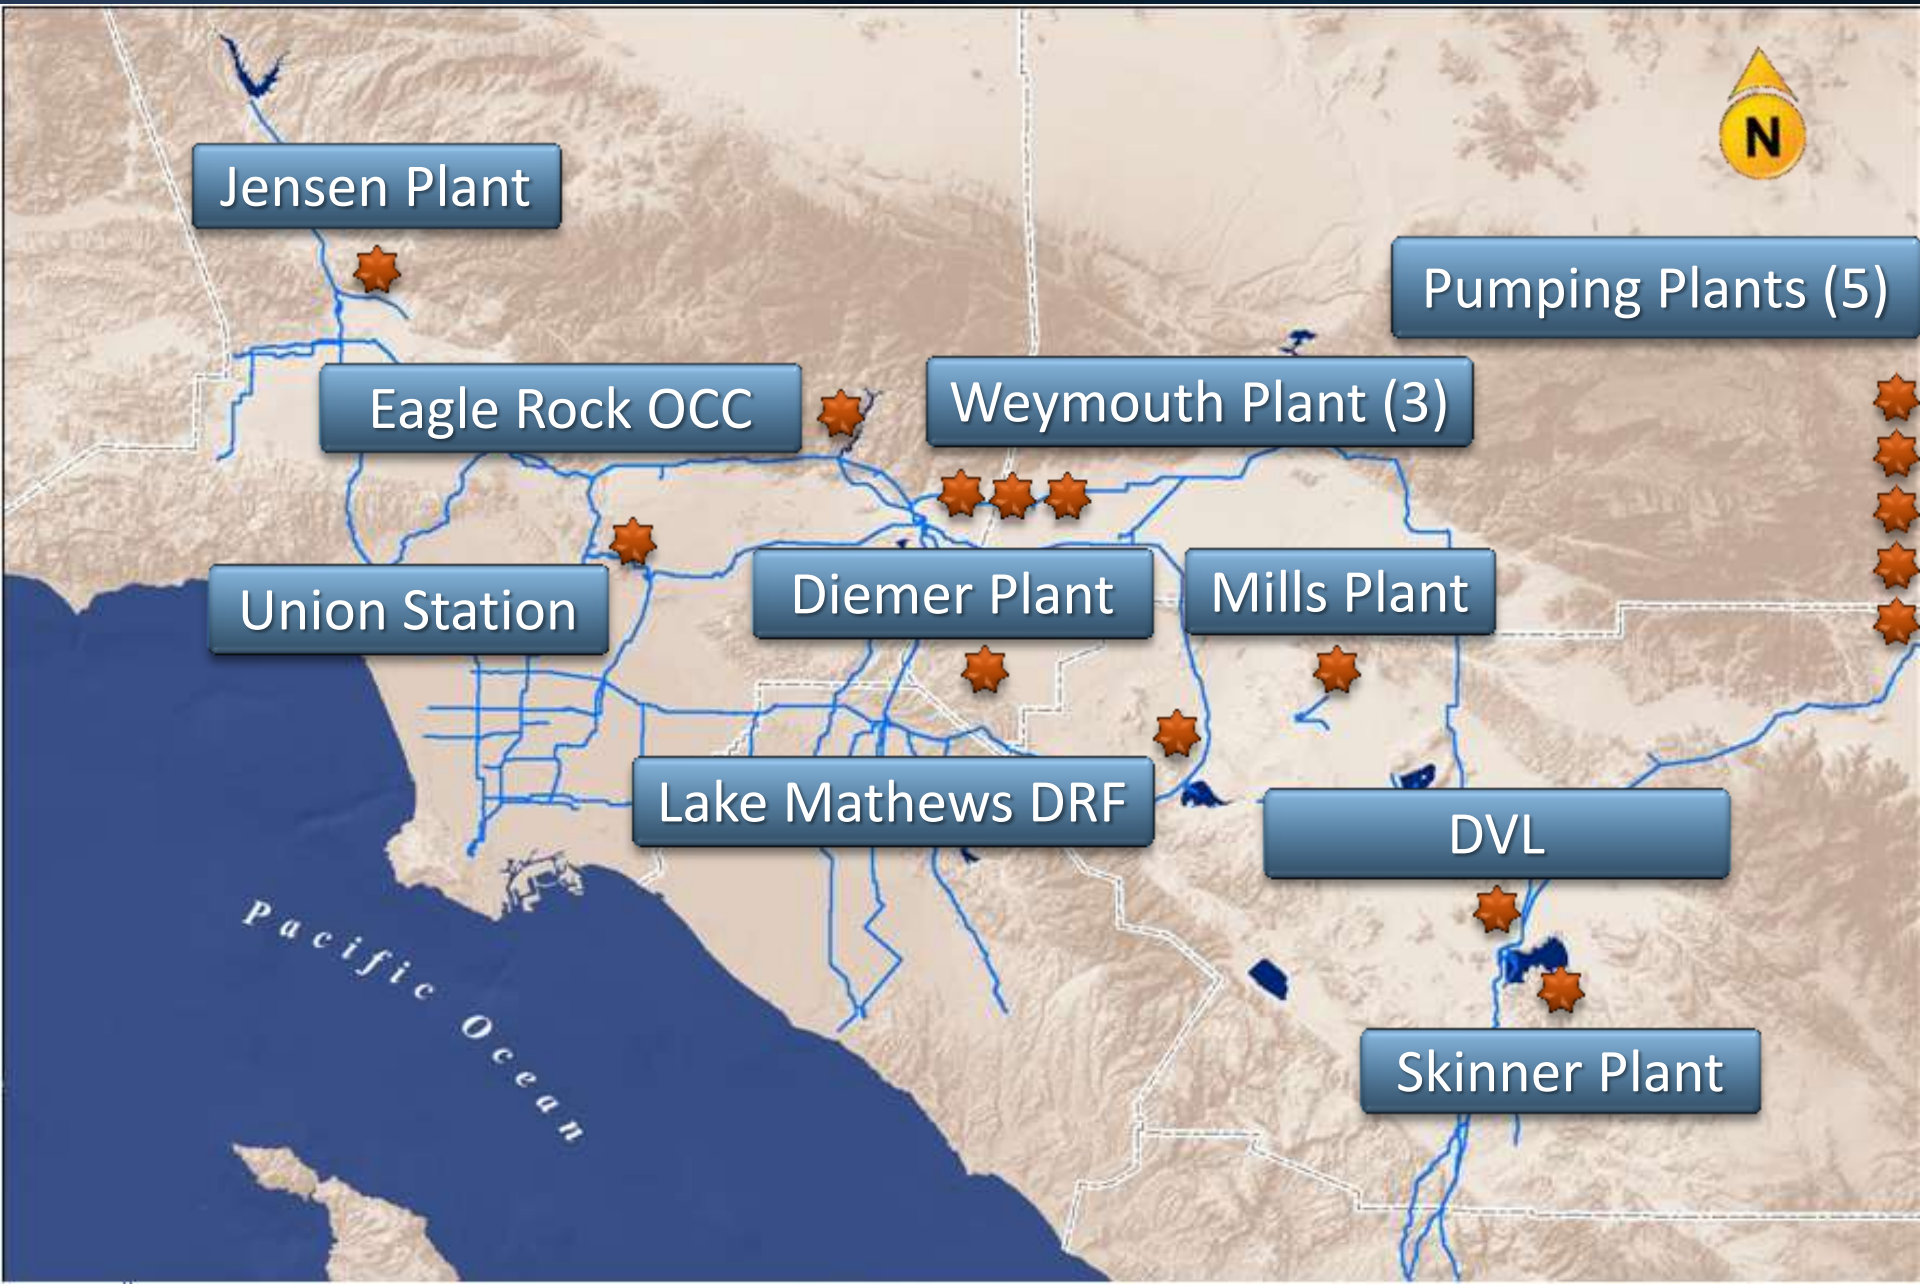 N
Jensen Plant
Pumping Plants (5)
Eagle Rock OCC
Weymouth Plant (3)
Union Station
Diemer Plant
Mills Plant
Lake Mathews DRF
DVL
Pacific Ocean
Skinner Plant